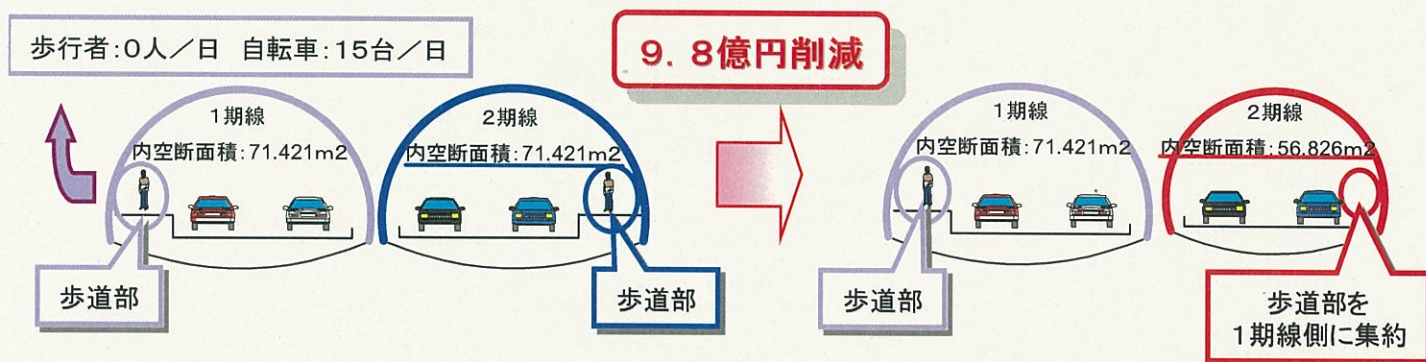 歩行者:0人/日 自転車:15台/日
9.8億円削減
1期線
内空断面積:71.421m2
2期線
内空断面積:71.421m2
歩道部
歩道部
1期線
内空断面積:71.421m2
2期線
内空断面積:56.826m2
歩道部
歩道部を
1期線側に集約